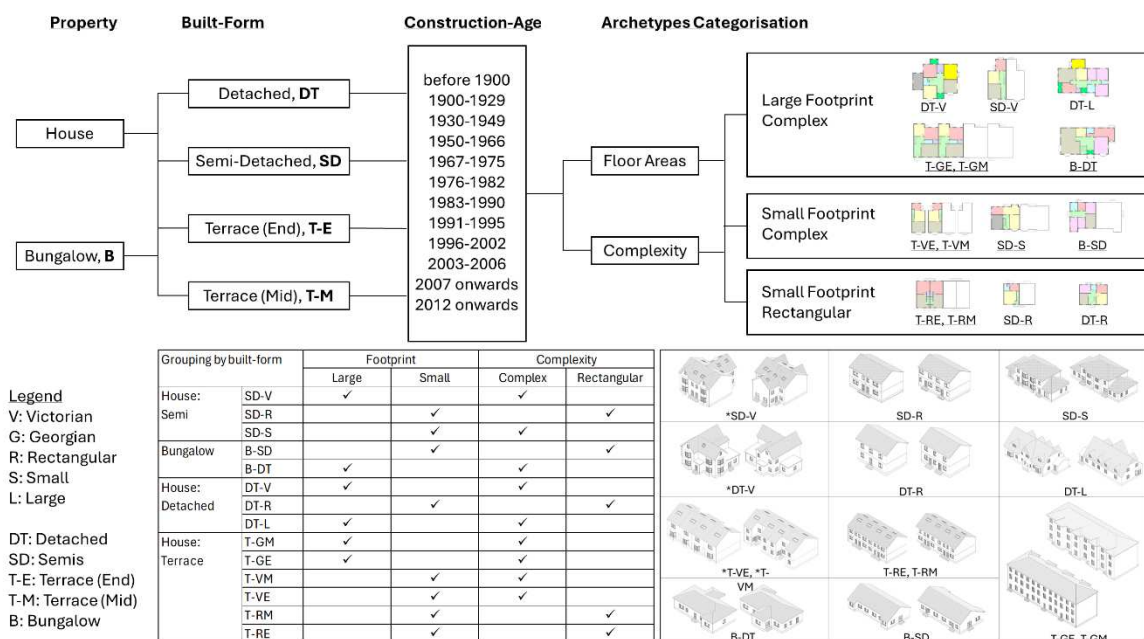 Property Built-Form Construction-Age Archetypes Categorisation
House
Bungalow, B
Detached, DT
Semi-Detached, SD
Terrace (End), T-E
Terrace (Mid), T-M
before 1900
1900-1929
1930-1949
1950-1966
1967-1975
1976-1982
1983-1990
1991-1995
1996-2002
2003-2006
2007 onwards
2012 onwards
Floor Areas
Complexity
Large Footprint
Complex
DT-V SD-V DT-L
T-GE, T-GM B-DT
Small Footprint
Complex
T-VE, T-VM SD-S B-SD
Small Footprint
Rectangular
T-RE, T-RM SD-R DT-R
Legend
V: Victorian
G: Georgian
R: Rectangular
S: Small
L: Large
DT: Detached
SD: Semis
T-E: Terrace (End)
T-M: Terrace (Mid)
B: Bungalow
Grouping by built-form Footprint Complexity
Large Small Complex Rectangular
House: SD-V ✓ ✓
Semi SD-R ✓ ✓
SD-S ✓ ✓
Bungalow B-SD ✓ ✓
B-DT ✓ ✓
House: DT-V ✓ ✓
Detached DT-R ✓ ✓
DT-L ✓ ✓
House: T-GM ✓ ✓
Terrace T-GE ✓ ✓
T-VM ✓ ✓
T-VE ✓ ✓
T-RM ✓ ✓
T-RE ✓ ✓
*SD-V SD-R SD-S
*DT-V DT-R DT-L
*T-VE, *T-
VM
T-RE, T-RM
B-DT B-SD T-GE, T-GM